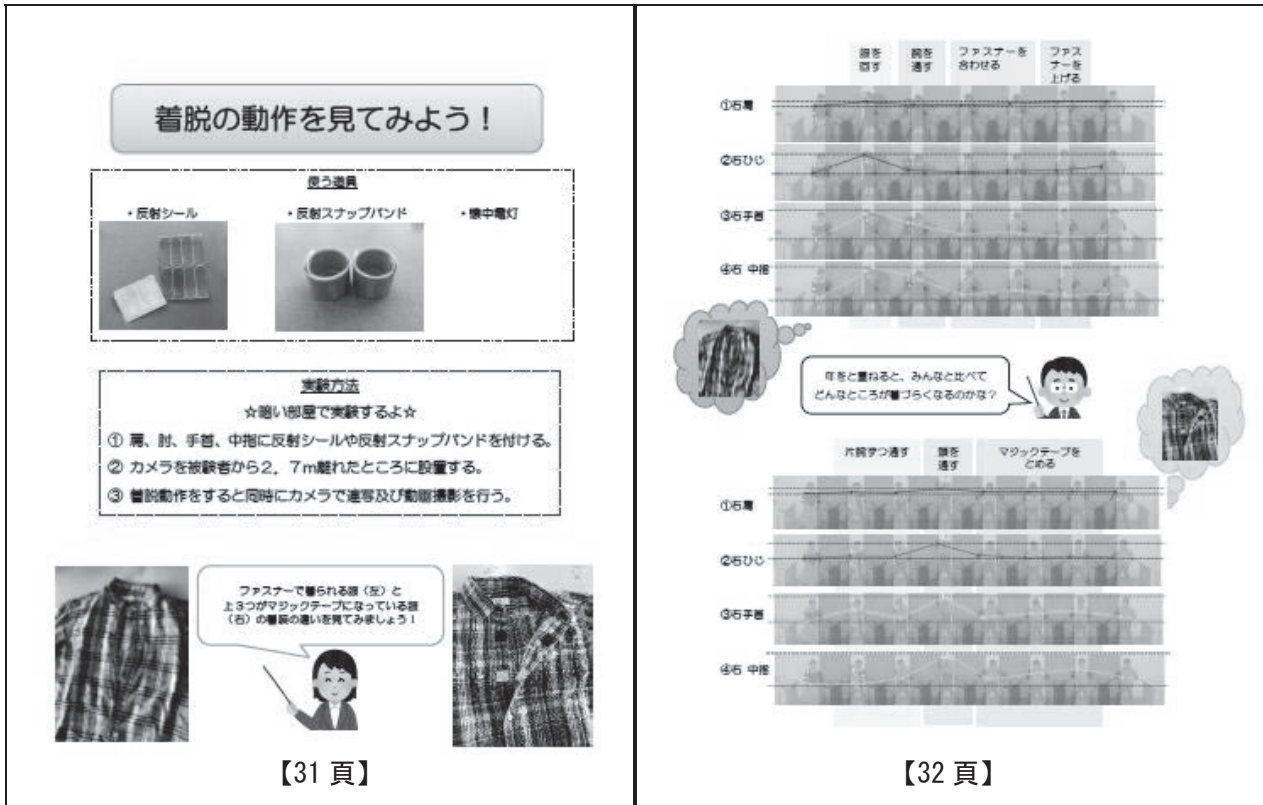 着脱の動作を見てみよう！
使う道具
・反射シール
・反射スナップバンド
・懐中電灯
実験方法
☆暗い部屋で実験するよ☆
① 肩、肘、手首、中指に反射シールや反射スナップバンドを付ける。
② カメラを被験者から2，7m離れたところに設置する。
③ 着脱動作をすると同時にカメラで連写及び動画撮影を行う。
ファスナーで着られる服（左）と
上3つがマジックテープになっている服
（右）の着装の違いを見てみましょう！
【31 頁】
服を
回す
腕を
通す
ファスナーを
合わせる
ファス
ナーを
上げる
①右肩
②右ひじ
③右手首
④右 中指
年をと重ねると、みんなと比べて
どんなところが着づらくなるのかな？
片腕ずつ通す
頭を
通す
マジックテープを
とめる
①右肩
②右ひじ
③右手首
④右 中指
【32 頁】